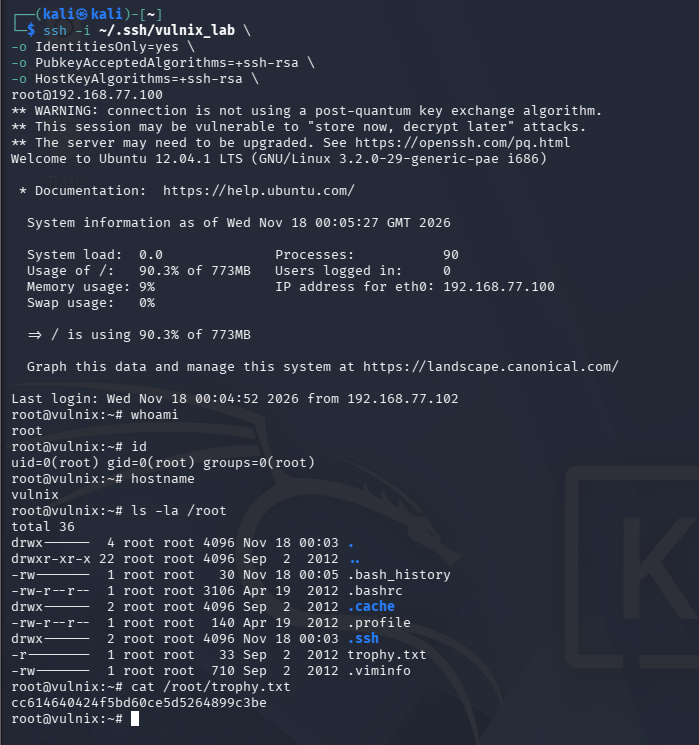 ┌──(kali㉿kali)-[~]
└─$ ssh -i ~/.ssh/vulnix_lab \
-o IdentitiesOnly=yes \
-o PubkeyAcceptedAlgorithms=+ssh-rsa \
-o HostKeyAlgorithms=+ssh-rsa \
root@192.168.77.100
** WARNING: connection is not using a post-quantum key exchange algorithm.
** This session may be vulnerable to "store now, decrypt later" attacks.
** The server may need to be upgraded. See https://openssh.com/pq.html
Welcome to Ubuntu 12.04.1 LTS (GNU/Linux 3.2.0-29-generic-pae i686)

 * Documentation:  https://help.ubuntu.com/

  System information as of Wed Nov 18 00:05:27 GMT 2026

  System load:  0.0               Processes:           90
  Usage of /:   90.3% of 773MB   Users logged in:     0
  Memory usage: 9%                IP address for eth0: 192.168.77.100
  Swap usage:   0%

  => / is using 90.3% of 773MB

  Graph this data and manage this system at https://landscape.canonical.com/

Last login: Wed Nov 18 00:04:52 2026 from 192.168.77.102
root@vulnix:~# whoami
root
root@vulnix:~# id
uid=0(root) gid=0(root) groups=0(root)
root@vulnix:~# hostname
vulnix
root@vulnix:~# ls -la /root
total 36
drwx------  4 root root 4096 Nov 18 00:03 .
drwxr-xr-x 22 root root 4096 Sep  2  2012 ..
-rw-------  1 root root   30 Nov 18 00:05 .bash_history
-rw-r--r--  1 root root 3106 Apr 19  2012 .bashrc
drwx------  2 root root 4096 Sep  2  2012 .cache
-rw-r--r--  1 root root  140 Apr 19  2012 .profile
drwx------  2 root root 4096 Nov 18 00:03 .ssh
-r--------  1 root root   33 Sep  2  2012 trophy.txt
-rw-------  1 root root  710 Sep  2  2012 .viminfo
root@vulnix:~# cat /root/trophy.txt
cc614640424f5bd60ce5d5264899c3be
root@vulnix:~#
K